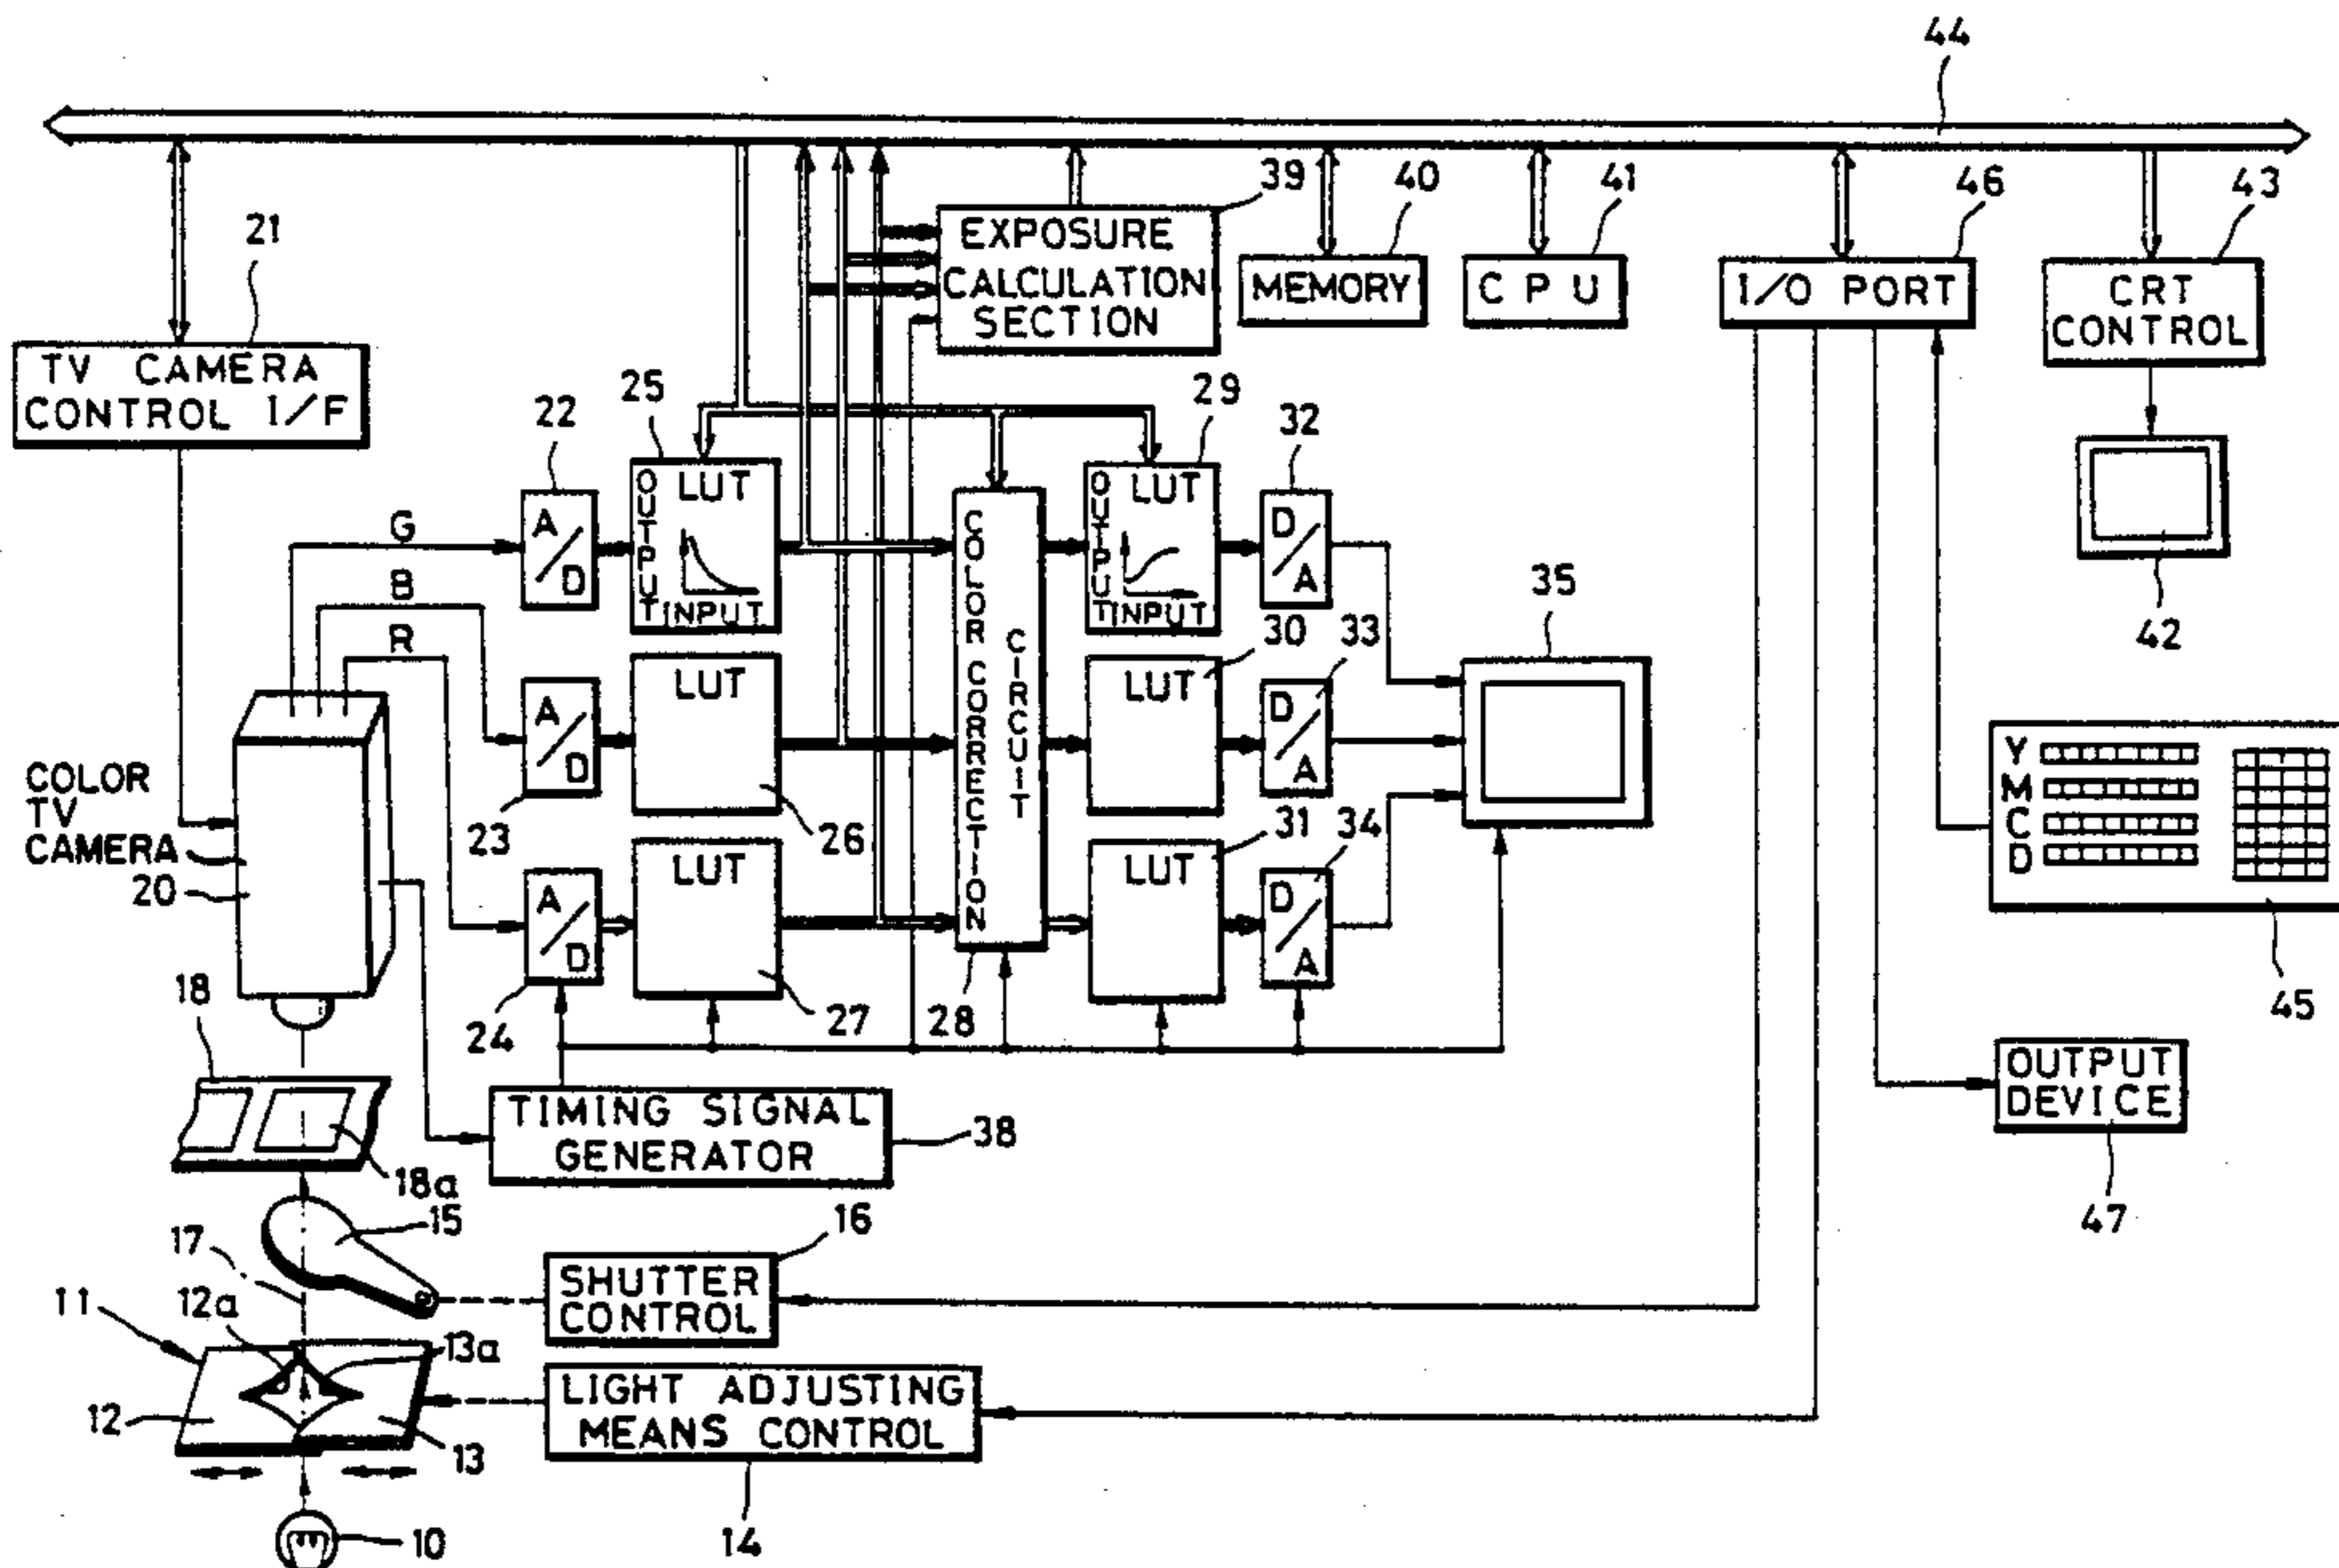 44
39
40
41
46
43
EXPOSURE
CALCULATION
SECTION
MEMORY
CPU
I/O PORT
CRT
CONTROL
21
TV CAMERA
CONTROL I/F
25
29
22
32
OUTPUT
LUT
INPUT
OUTPUT
LUT
INPUT
A/D
D/A
G
B
R
COLOR CORRECTION
CIRCUIT
42
35
30
33
LUT
LUT
A/D
D/A
23
26
Y
M
C
D
45
COLOR
TV
CAMERA
20
31
34
LUT
LUT
A/D
D/A
24
27
28
18
18a
TIMING SIGNAL
GENERATOR
38
OUTPUT
DEVICE
47
15
16
17
SHUTTER
CONTROL
11
12a
13a
12
13
LIGHT ADJUSTING
MEANS CONTROL
14
10